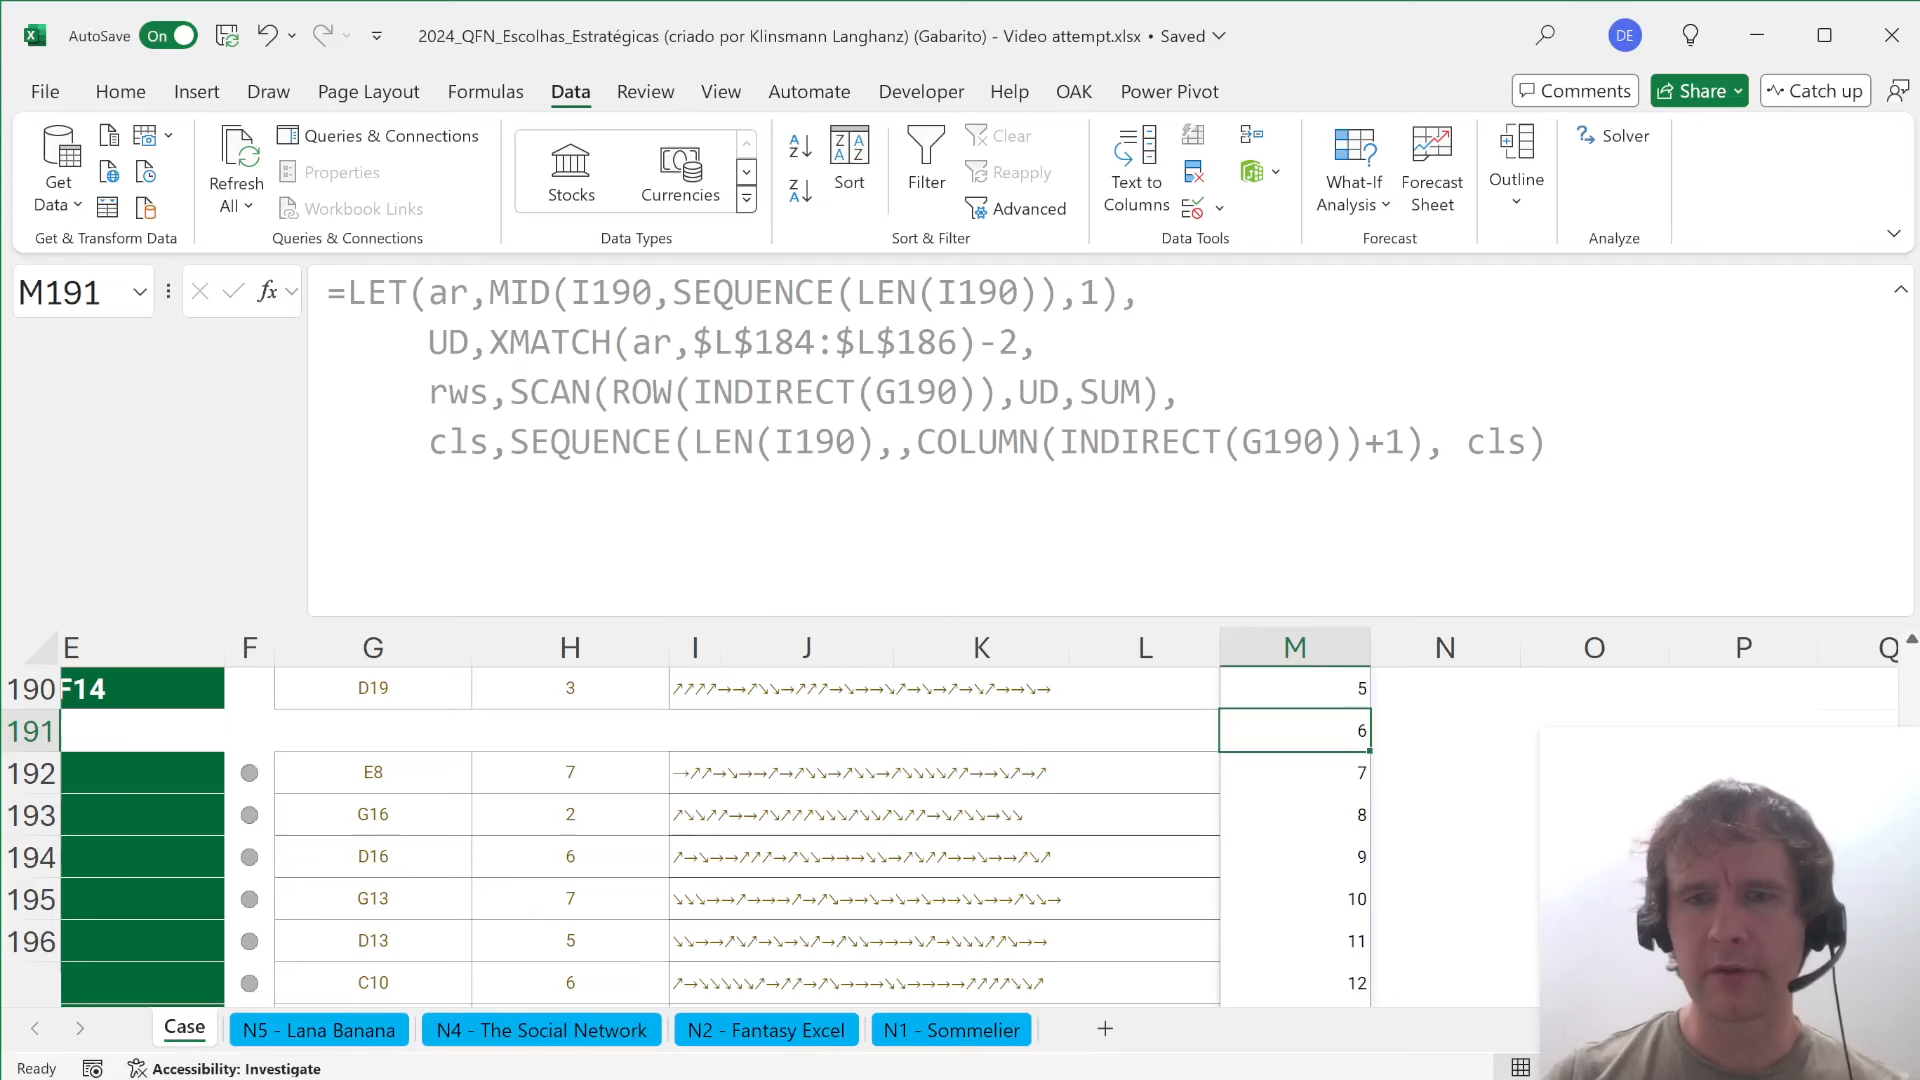 AutoSave On 2024_QFN_Escolhas_Estratégicas (criado por Klinsmann Langhanz) (Gabarito) - Video attempt.xlsx • Saved DE
File Home Insert Draw Page Layout Formulas Data Review View Automate Developer Help OAK Power Pivot Comments Share Catch up
Get Data
Refresh All
Queries & Connections
Properties
Workbook Links
Stocks
Currencies
Sort
Filter
Clear
Reapply
Advanced
Text to Columns
What-If Analysis
Forecast Sheet
Outline
Solver
Get & Transform Data Queries & Connections Data Types Sort & Filter Data Tools Forecast Analyze
M191 fx =LET(ar,MID(I190,SEQUENCE(LEN(I190)),1),
UD,XMATCH(ar,$L$184:$L$186)-2,
rws,SCAN(ROW(INDIRECT(G190)),UD,SUM),
cls,SEQUENCE(LEN(I190),,COLUMN(INDIRECT(G190))+1), cls)
E F G H I J K L M N O P Q
190 F14 D19 3 ↗↗↗↗→→↗↘↘→↗↗↗→↘→→↘↗→↘→↗→↘↗→→↘→ 5
191 6
192 E8 7 →↗↗→↘→→↗→↗↘↘→↗↘↘→↗↘↘↘↘↗↗→→↘↗→↗ 7
193 G16 2 ↗↘↘↗↗→→↗↘↗↗↗↘↘↘↗↘↘↗↘↗↗→↘↗↘↘→↘↘ 8
194 D16 6 ↗→↘→→↗↗↗→↗↘↘→→→↘↘→↗↘↗↗→→↘→→↗↘↗ 9
195 G13 7 ↘↘↘→→↗→→→↗→↗↘→→↘→↘→↘→→↘↘→→↗↘↘→ 10
196 D13 5 ↘↘→→↗↘↗→↘→↘↗→↗↘↘→→→↘↗→↘↘↘↗↗↘→→ 11
C10 6 ↗→↘↘↘↘↘↗→↗↗→↗↘→→→↘↘→→→→↗↗↗↗↘↘↗ 12
Case N5 - Lana Banana N4 - The Social Network N2 - Fantasy Excel N1 - Sommelier
Ready Accessibility: Investigate